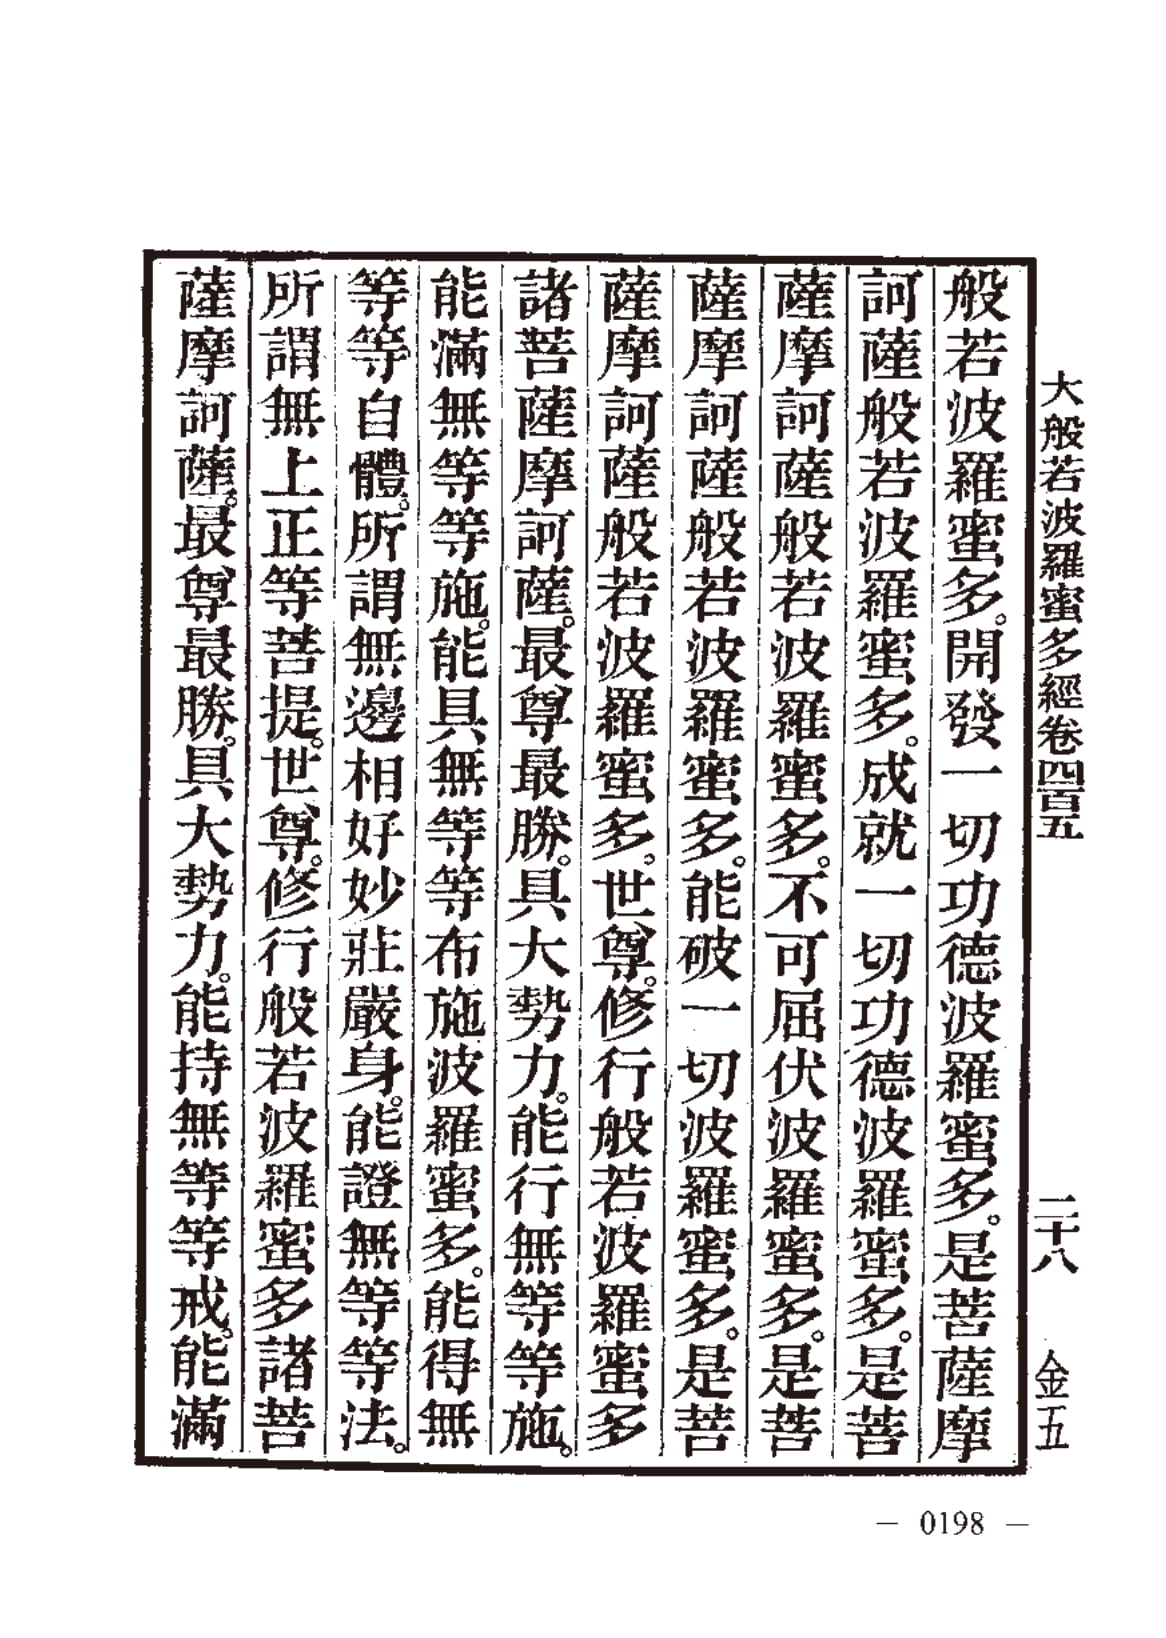 大般若波羅蜜多經卷四百五　二十八　金五
般若波羅蜜多。開發一切功德波羅蜜多。是菩薩摩
訶薩般若波羅蜜多。成就一切功德波羅蜜多。是菩
薩摩訶薩般若波羅蜜多。不可屈伏波羅蜜多。是菩
薩摩訶薩般若波羅蜜多。能破一切波羅蜜多。是菩
薩摩訶薩般若波羅蜜多。世尊。修行般若波羅蜜多
諸菩薩摩訶薩。最尊最勝。具大勢力。能行無等等施。
能滿無等等施。能具無等等布施波羅蜜多。能得無
等等自體。所謂無邊相好妙莊嚴身。能證無等等法。
所謂無上正等菩提。世尊。修行般若波羅蜜多諸菩
薩摩訶薩。最尊最勝。具大勢力。能持無等等戒。能滿
— 0198 —